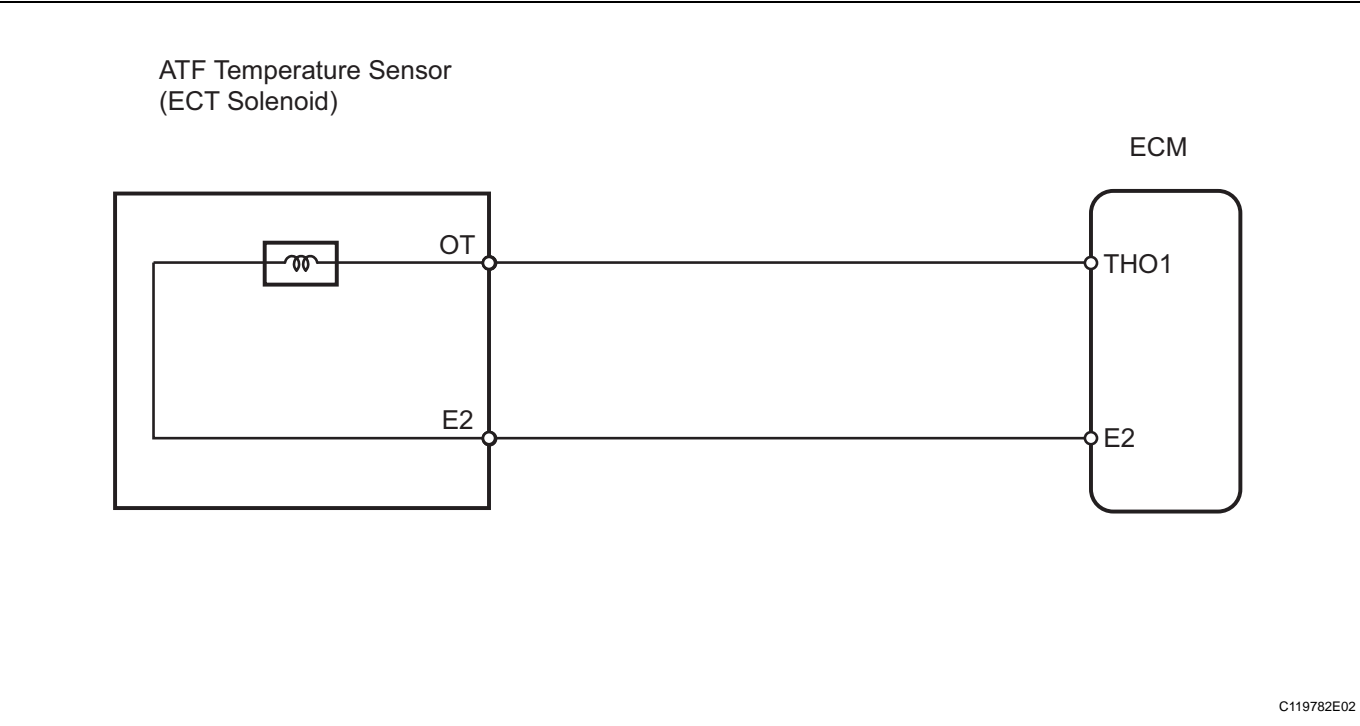 ATF Temperature Sensor
(ECT Solenoid)
ECM
OT
THO1
E2
E2
C119782E02